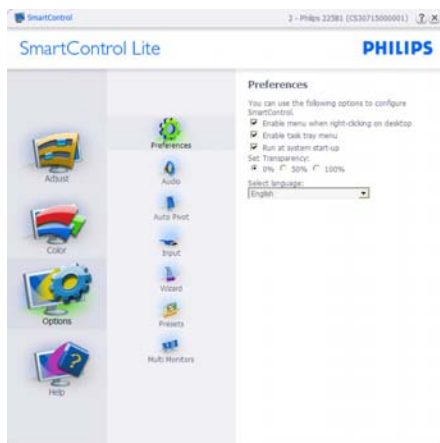 SmartControl
2 - Philips 225B1 (CS30715000001)
SmartControl Lite
PHILIPS
Adjust
Color
Options
Help
Preferences
Audio
Auto Pivot
Input
Wizard
Presets
Multi Monitors
Preferences
You can use the following options to configure
SmartControl.
Enable menu when right-clicking on desktop
Enable task tray menu
Run at system start-up
Set Transparency:
0% 50% 100%
Select language:
English